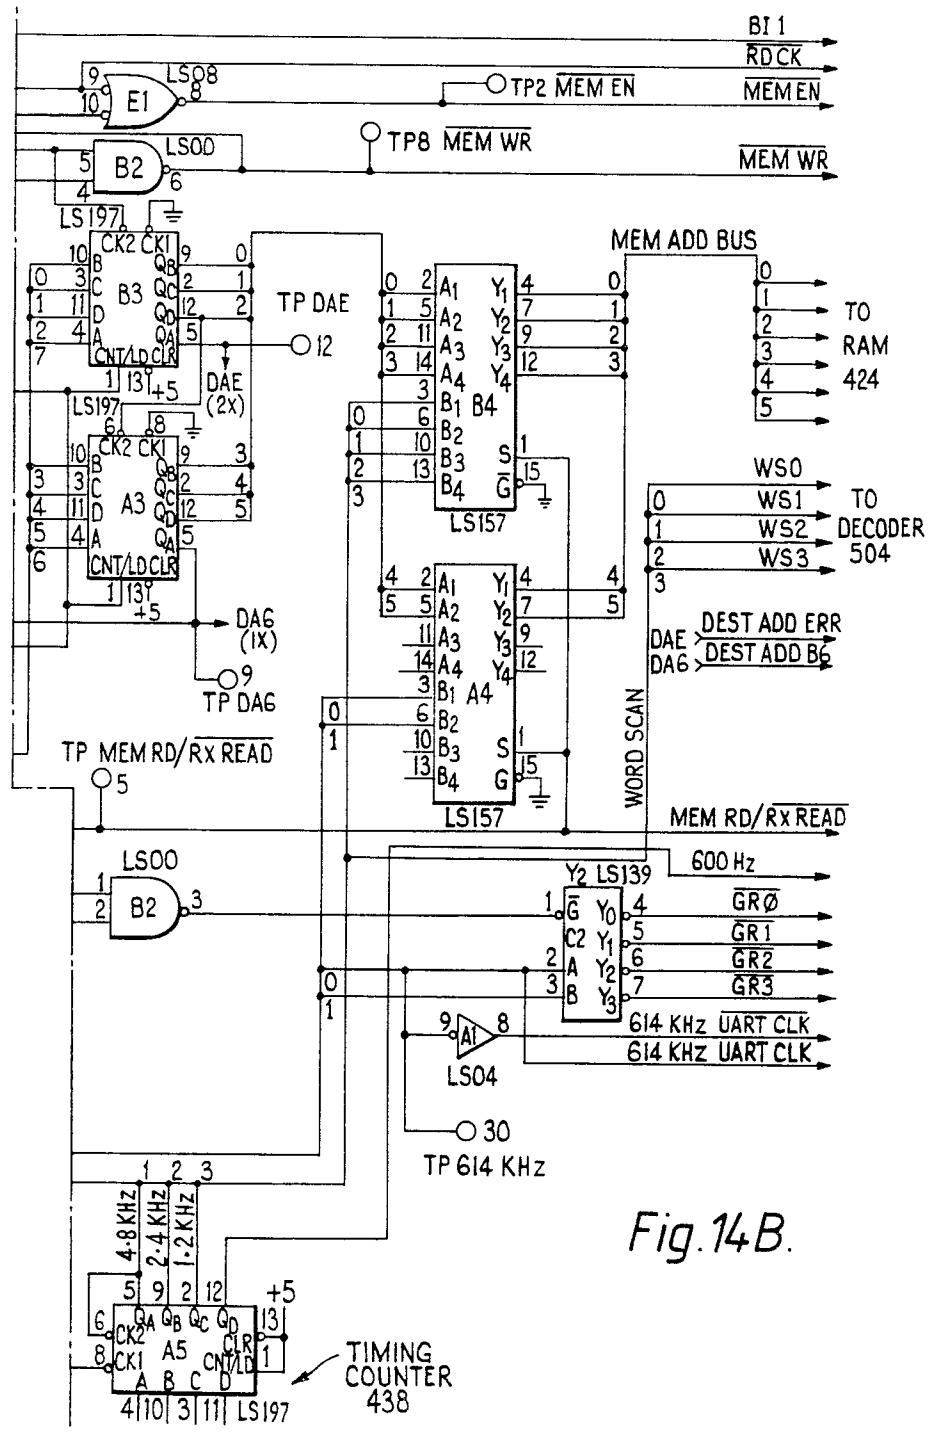 BI 1
RDCK
LS08
9
10
E1
8
TP2 MEM EN
MEM EN
LS00
5
4
B2
6
TP8 MEM WR
MEM WR
LS197
CK2 CK1
10 B QB 9 0
0 3 C QC 2 1
1 11 D B3 QD 12 2
2 4 A QA 5
7 CNT/LD CLR
1 13 +5
TP DAE
12
DAE
(2X)
LS197
6 8
CK2 CK1
10 B QB 9 3
3 3 C QC 2 4
4 11 D A3 QD 12 5
5 4 A QA 5
6 CNT/LD CLR
1 13 +5
DA6
(1X)
9
TP DA6
MEM ADD BUS
0 2 A1 Y1 4 0
1 5 A2 Y2 7 1
2 11 A3 Y3 9 2
3 14 A4 Y4 12 3
3 B1 B4
0 6 B2
1 10 B3 S 1
2 13 B4 G 15
3
LS157
0
1
2
3
4
5
TO
RAM
424
WS0
0 WS1
1 WS2
2 WS3
3
TO
DECODER
504
4 2 A1 Y1 4 4
5 5 A2 Y2 7 5
11 A3 Y3 9
14 A4 Y4 12
3 B1 A4
0 6 B2
1 10 B3 S 1
13 B4 G 15
LS157
DAE DEST ADD ERR
DA6 DEST ADD B6
WORD SCAN
TP MEM RD/RX READ
5
MEM RD/RX READ
600 Hz
LS00
1
2
B2
3
Y2 LS139
1 G Y0 4 GRØ
C2 Y1 5 GR1
2 A Y2 6 GR2
3 B Y3 7 GR3
0
1
9 A1 8
LS04
614 KHz UART CLK
614 KHz UART CLK
30
TP 614 KHz
1 2 3
4.8 KHz
2.4 KHz
1.2 KHz
5 9 2 12 +5
6 CK2 QA QB QC QD 13
CLR
8 CK1 A5 CNT/LD 1
A B C D
4 10 3 11 LS197
TIMING
COUNTER
438
Fig. 14B.